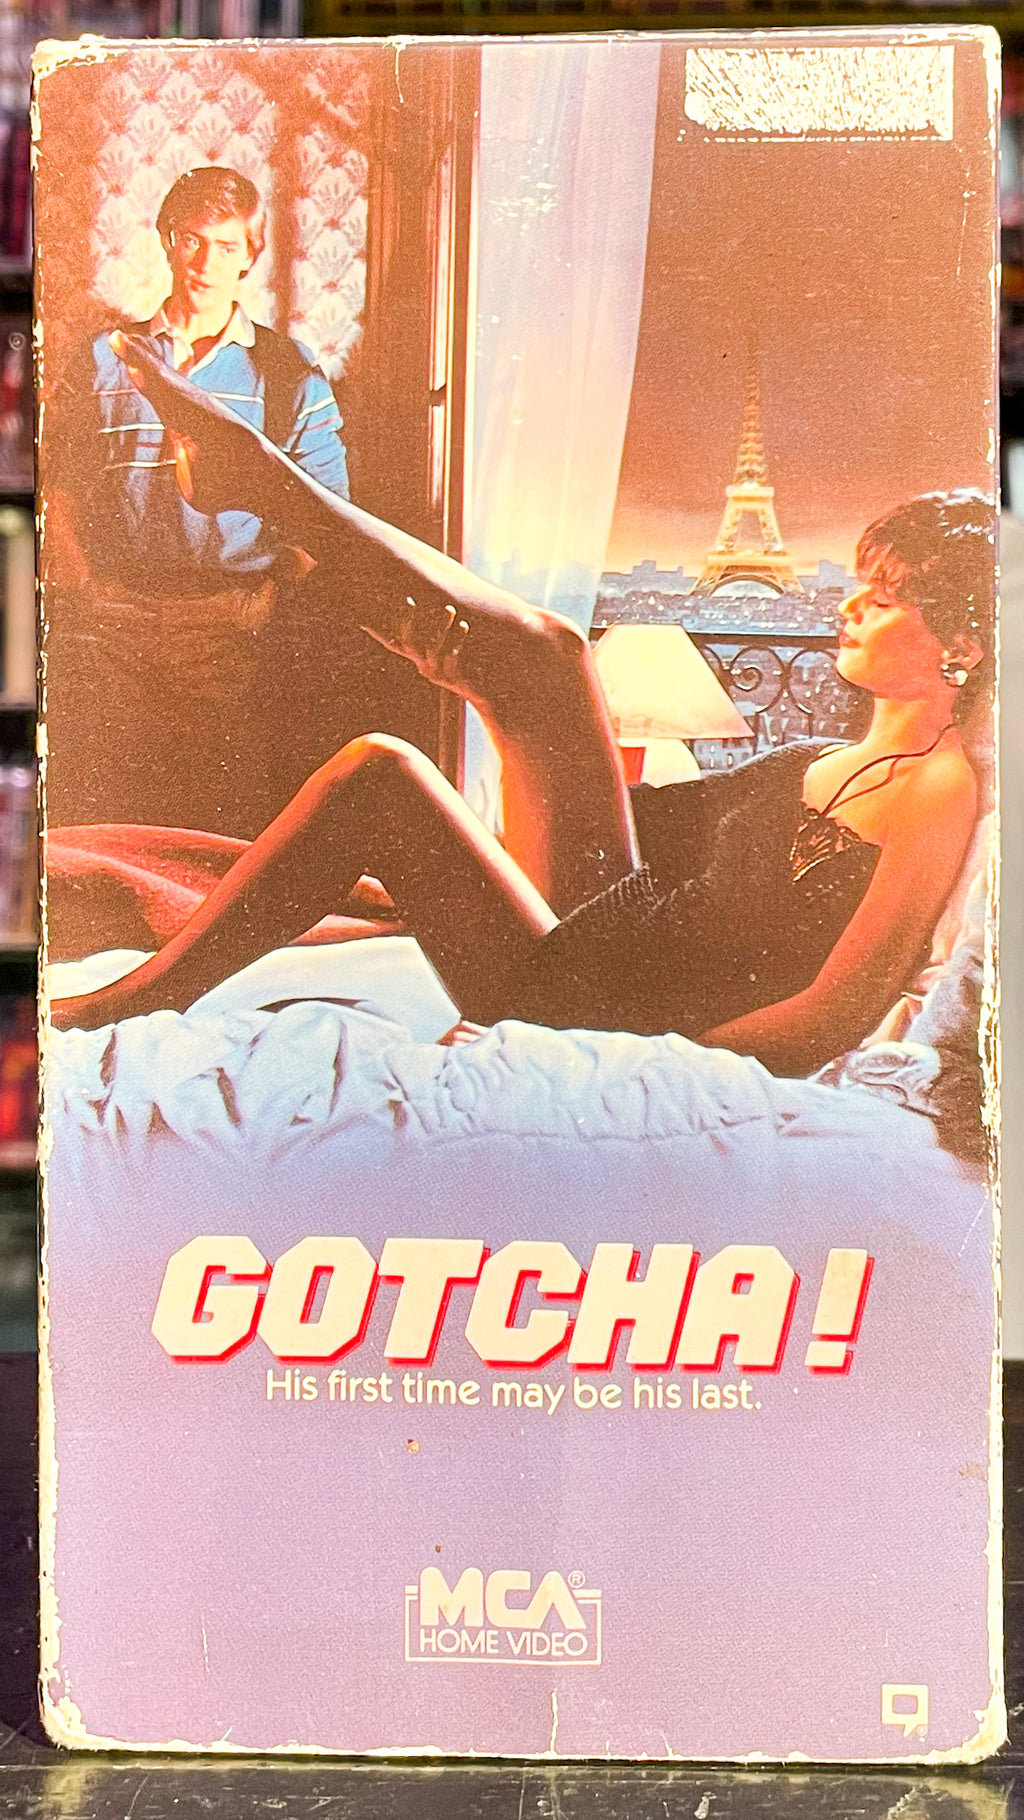 GOTCHA!
His first time may be his last.
MCA®
HOME VIDEO